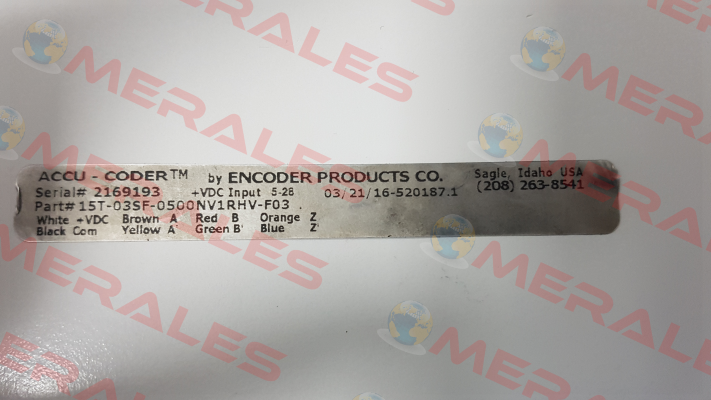 ACCU - CODER™ by ENCODER PRODUCTS CO. Sagle, Idaho USA
Serial# 2169193 +VDC Input 5-28 03/21/16-520187.1 (208) 263-8541
Part# 15T-03SF-0500NV1RHV-F03
White +VDC Brown A Red B Orange Z
Black Com Yellow A' Green B' Blue Z'
MERALES
MERALES
MERALES
MERALES
MERALES